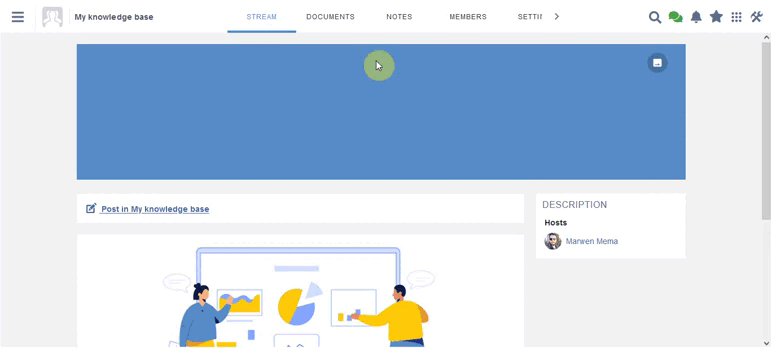 My knowledge base
STREAM DOCUMENTS NOTES MEMBERS SETTI
Post in My knowledge base
DESCRIPTION
Hosts
Marwen Mema